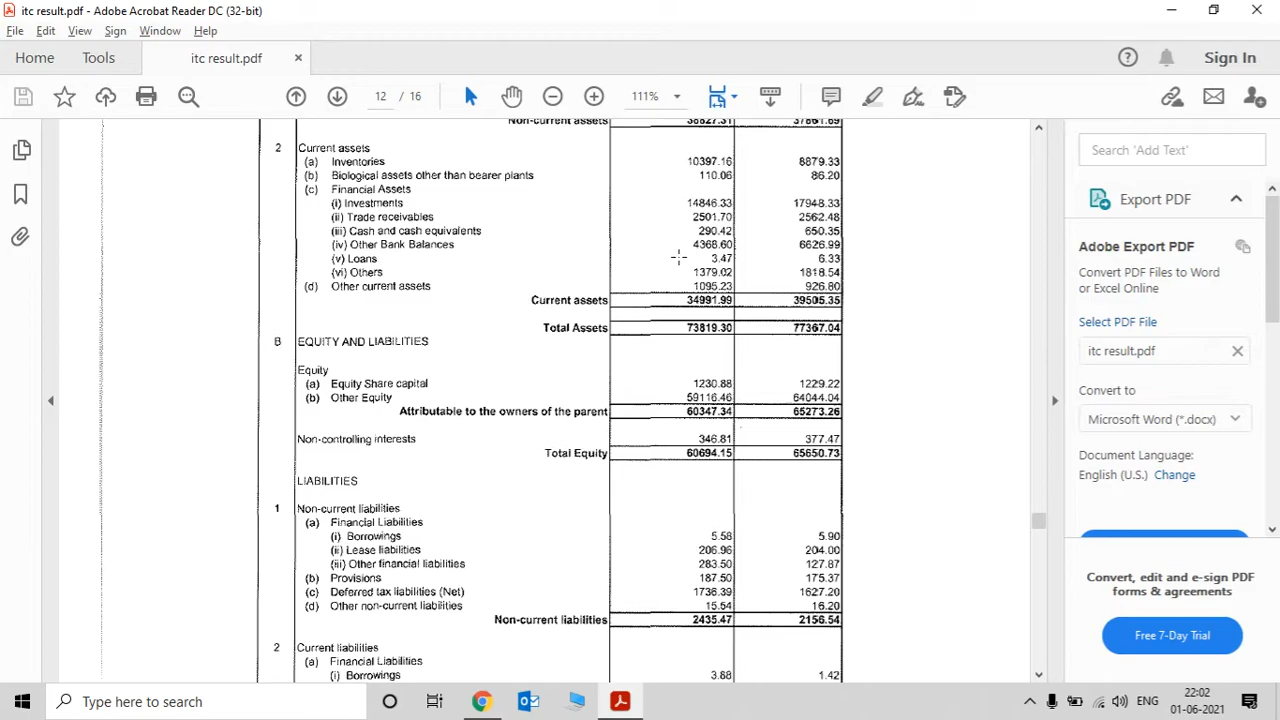 itc result.pdf - Adobe Acrobat Reader DC (32-bit)
File Edit View Sign Window Help
Home Tools itc result.pdf × ? Sign In
12 / 16 111%
Non-current assets 38827.31 37861.69
2 Current assets
(a) Inventories 10397.16 8879.33
(b) Biological assets other than bearer plants 110.06 86.20
(c) Financial Assets
(i) Investments 14846.33 17948.33
(ii) Trade receivables 2501.70 2562.48
(iii) Cash and cash equivalents 290.42 650.35
(iv) Other Bank Balances 4368.60 6626.99
(v) Loans 3.47 6.33
(vi) Others 1379.02 1818.54
(d) Other current assets 1095.23 926.80
Current assets 34991.99 39505.35
Total Assets 73819.30 77367.04
B EQUITY AND LIABILITIES
Equity
(a) Equity Share capital 1230.88 1229.22
(b) Other Equity 59116.46 64044.04
Attributable to the owners of the parent 60347.34 65273.26
Non-controlling interests 346.81 377.47
Total Equity 60694.15 65650.73
LIABILITIES
1 Non-current liabilities
(a) Financial Liabilities
(i) Borrowings 5.58 5.90
(ii) Lease liabilities 206.96 204.00
(iii) Other financial liabilities 283.50 127.87
(b) Provisions 187.50 175.37
(c) Deferred tax liabilities (Net) 1736.39 1627.20
(d) Other non-current liabilities 15.54 16.20
Non-current liabilities 2435.47 2156.54
2 Current liabilities
(a) Financial Liabilities
(i) Borrowings 3.88 1.42
Search 'Add Text'
Export PDF
Adobe Export PDF
Convert PDF Files to Word
or Excel Online
Select PDF File
itc result.pdf
Convert to
Microsoft Word (*.docx)
Document Language:
English (U.S.) Change
Convert, edit and e-sign PDF
forms & agreements
Free 7-Day Trial
Type here to search
ENG
22:02
01-06-2021